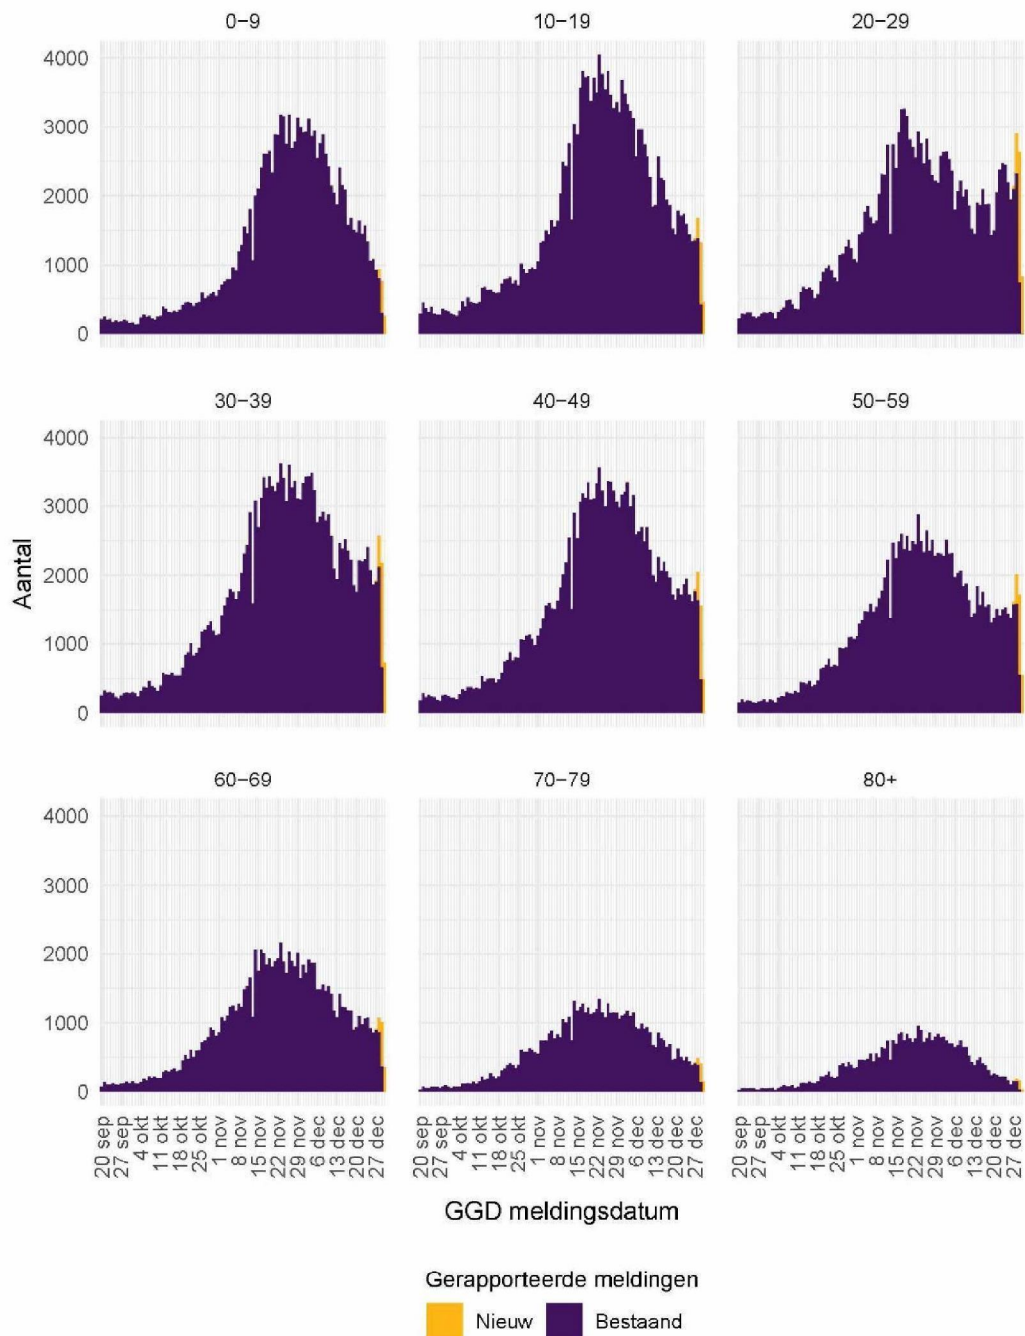 0−9 10−19 20−29
4000
3000
2000
1000
0
30−39 40−49 50−59
4000
3000
2000
1000
0
Aantal
60−69 70−79 80+
4000
3000
2000
1000
0
20 sep 27 sep 4 okt 11 okt 18 okt 25 okt 1 nov 8 nov 15 nov 22 nov 29 nov 6 dec 13 dec 20 dec 27 dec
20 sep 27 sep 4 okt 11 okt 18 okt 25 okt 1 nov 8 nov 15 nov 22 nov 29 nov 6 dec 13 dec 20 dec 27 dec
20 sep 27 sep 4 okt 11 okt 18 okt 25 okt 1 nov 8 nov 15 nov 22 nov 29 nov 6 dec 13 dec 20 dec 27 dec
GGD meldingsdatum
Gerapporteerde meldingen
Nieuw Bestaand